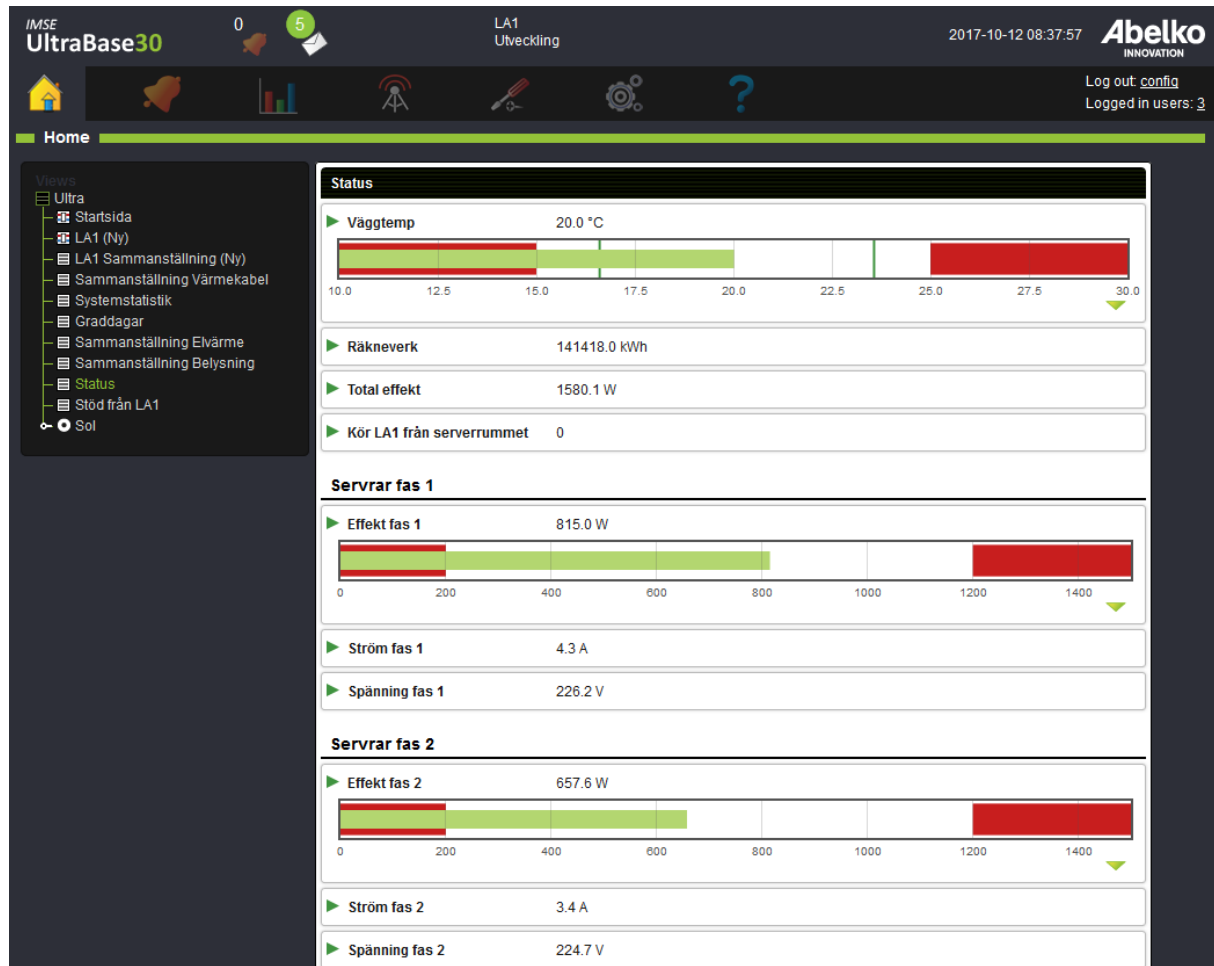 IMSE
UltraBase30
0
5
LA1
Utveckling
2017-10-12 08:37:57
Abelko
INNOVATION
?
Log out: config
Logged in users: 3
Home
Views
Ultra
Startsida
LA1 (Ny)
LA1 Sammanställning (Ny)
Sammanställning Värmekabel
Systemstatistik
Graddagar
Sammanställning Elvärme
Sammanställning Belysning
Status
Stöd från LA1
Sol
Status
Väggtemp 20.0 °C
10.0 12.5 15.0 17.5 20.0 22.5 25.0 27.5 30.0
Räkneverk 141418.0 kWh
Total effekt 1580.1 W
Kör LA1 från serverrummet 0
Servrar fas 1
Effekt fas 1 815.0 W
0 200 400 600 800 1000 1200 1400
Ström fas 1 4.3 A
Spänning fas 1 226.2 V
Servrar fas 2
Effekt fas 2 657.6 W
0 200 400 600 800 1000 1200 1400
Ström fas 2 3.4 A
Spänning fas 2 224.7 V